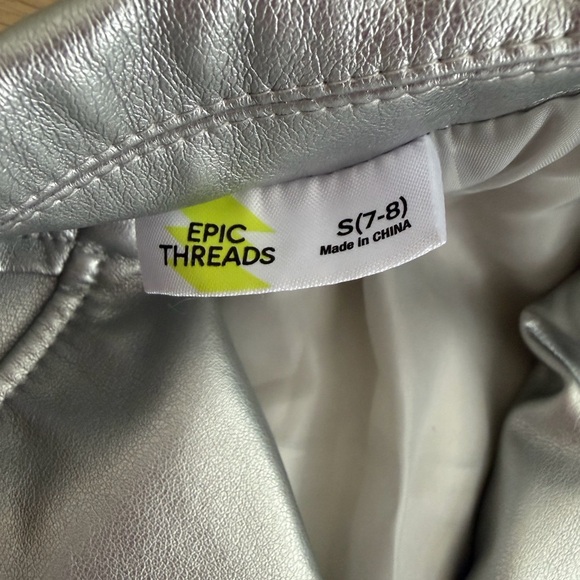 EPIC
THREADS
S(7-8)
Made in CHINA